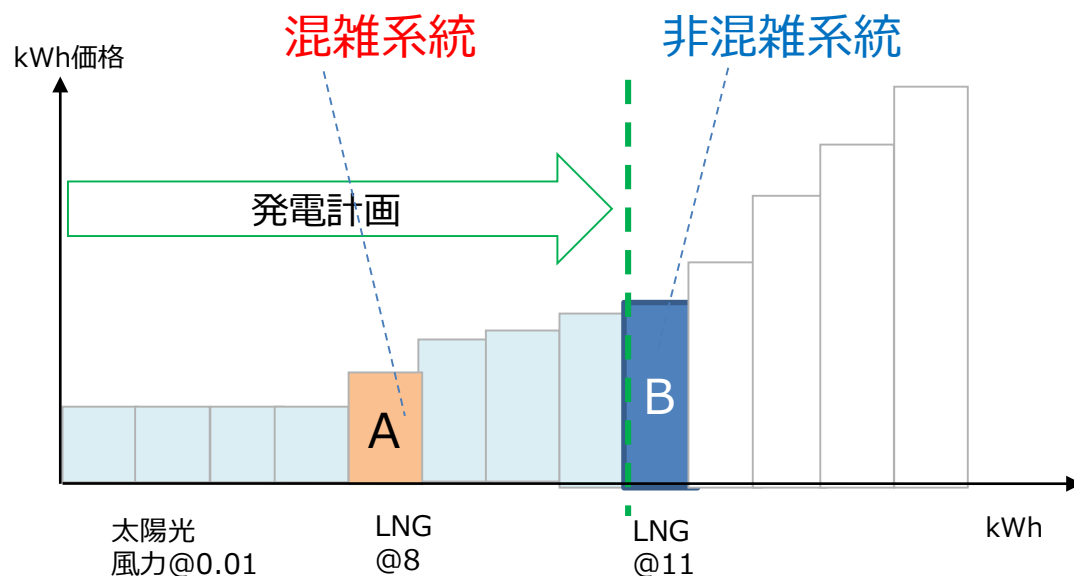 混雑系統
非混雑系統
kWh価格
発電計画
A
B
太陽光
風力@0.01
LNG
@8
LNG
@11
kWh